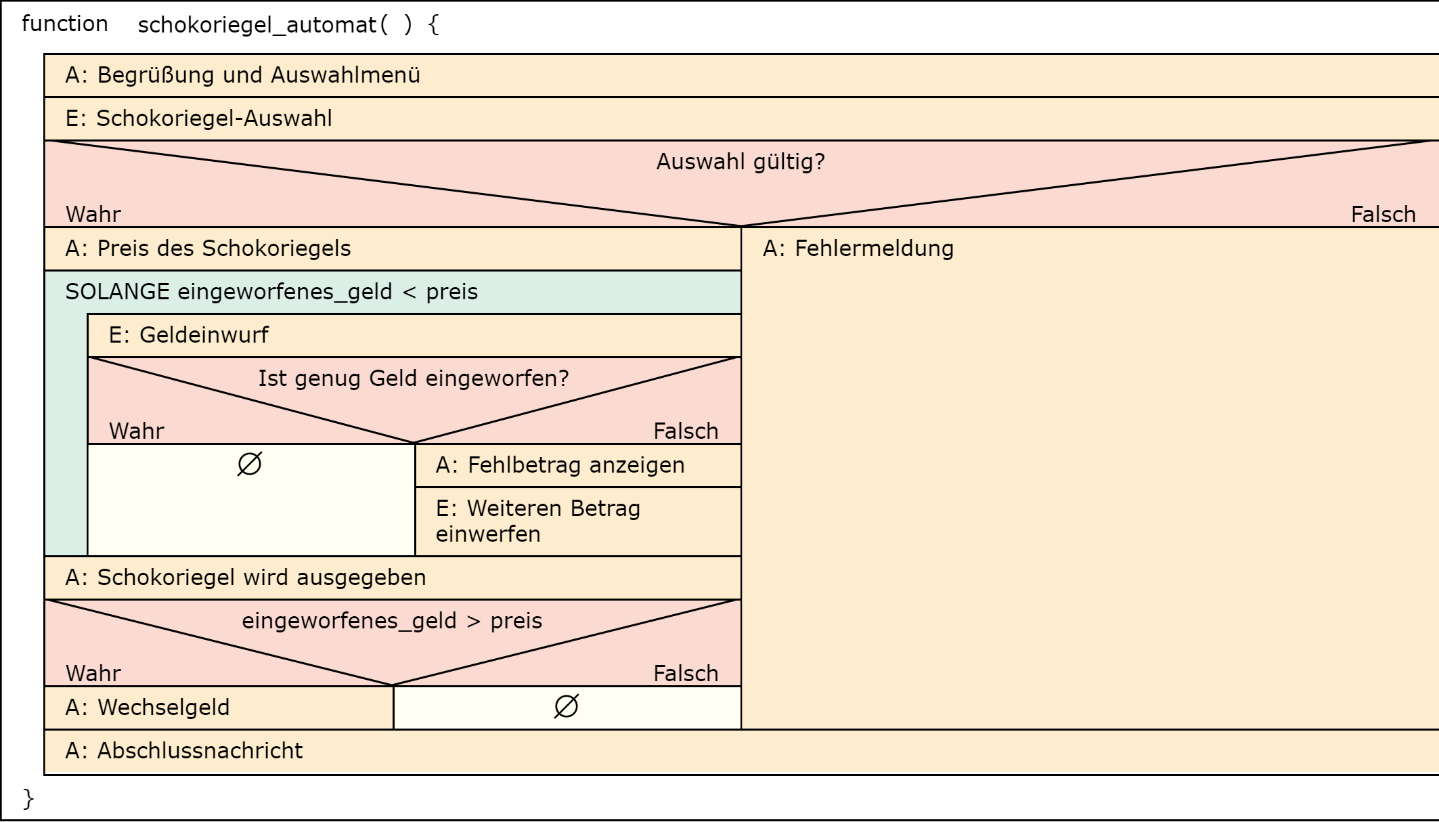 function schokoriegel_automat( ) {
A: Begrüßung und Auswahlmenü
E: Schokoriegel-Auswahl
Auswahl gültig?
Wahr Falsch
A: Preis des Schokoriegels
A: Fehlermeldung
SOLANGE eingeworfenes_geld < preis
E: Geldeinwurf
Ist genug Geld eingeworfen?
Wahr Falsch
∅
A: Fehlbetrag anzeigen
E: Weiteren Betrag
einwerfen
A: Schokoriegel wird ausgegeben
eingeworfenes_geld > preis
Wahr Falsch
A: Wechselgeld
∅
A: Abschlussnachricht
}